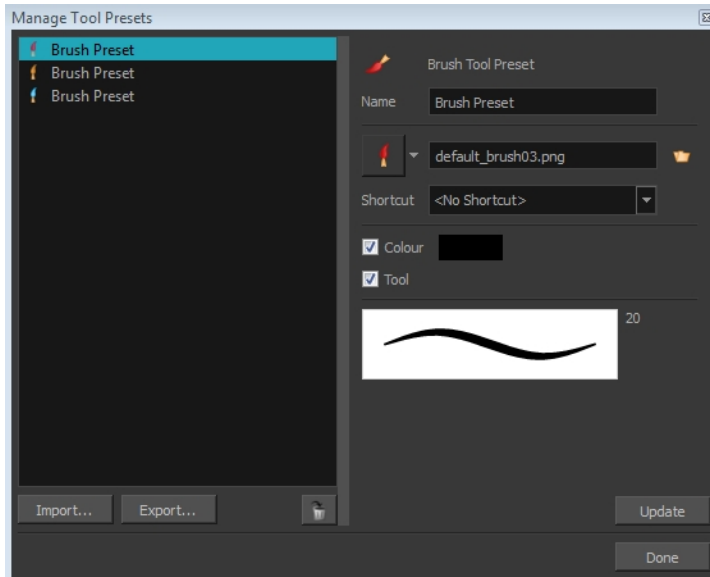 Manage Tool Presets
Brush Preset
Brush Preset
Brush Preset
Import...
Export...
Brush Tool Preset
Name
Brush Preset
default_brush03.png
Shortcut
<No Shortcut>
Colour
Tool
20
Update
Done